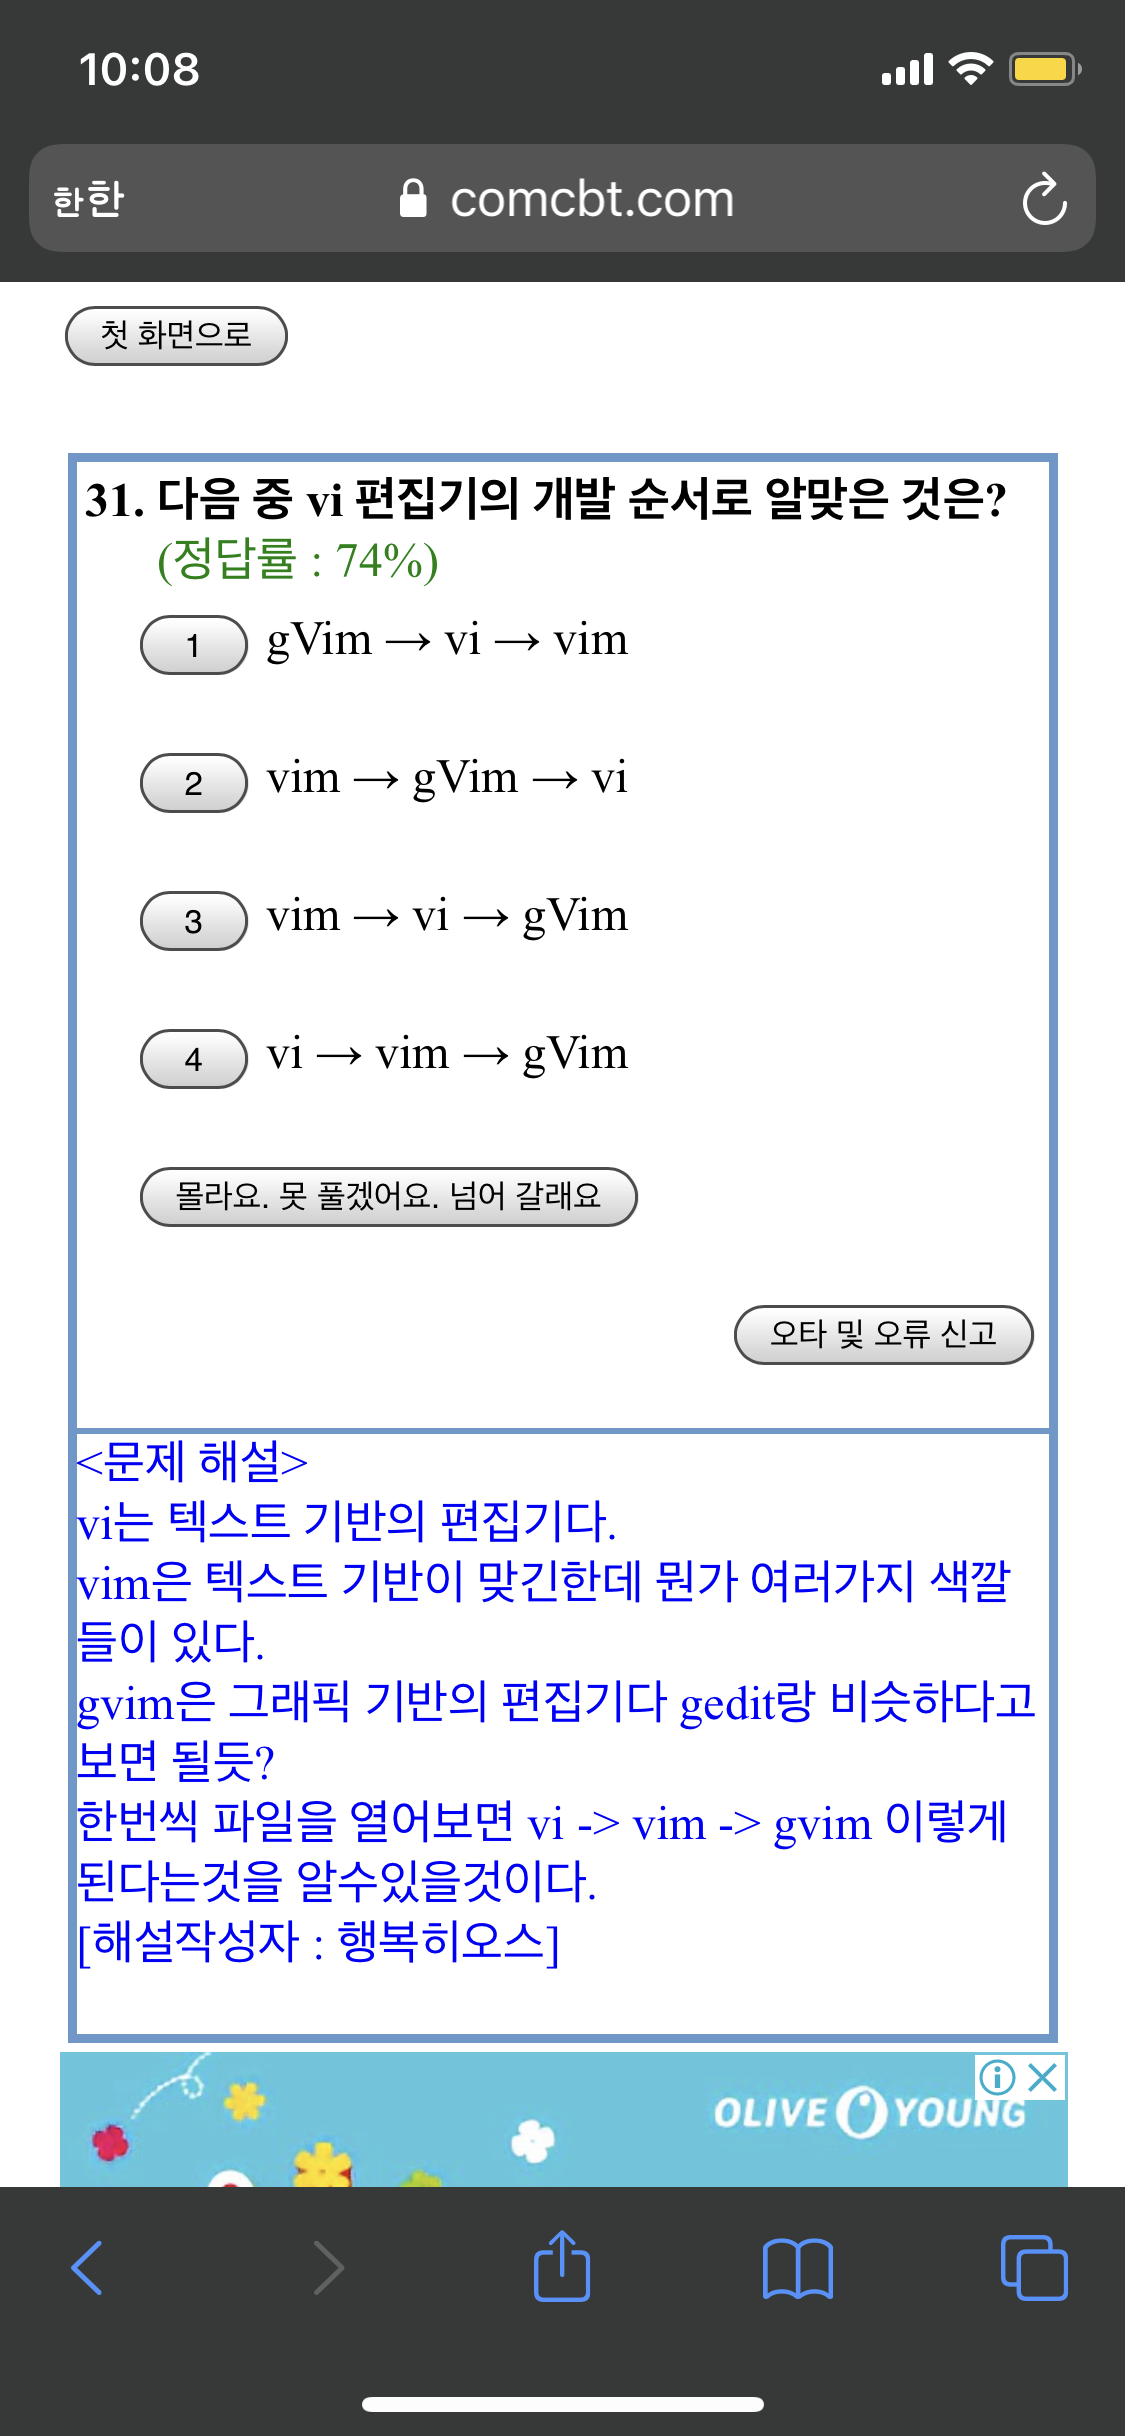 10:08
한한
comcbt.com
첫 화면으로
31. 다음 중 vi 편집기의 개발 순서로 알맞은 것은?
(정답률 : 74%)
1 gVim → vi → vim
2 vim → gVim → vi
3 vim → vi → gVim
4 vi → vim → gVim
몰라요. 못 풀겠어요. 넘어 갈래요
오타 및 오류 신고
<문제 해설>
vi는 텍스트 기반의 편집기다.
vim은 텍스트 기반이 맞긴한데 뭔가 여러가지 색깔
들이 있다.
gvim은 그래픽 기반의 편집기다 gedit랑 비슷하다고
보면 될듯?
한번씩 파일을 열어보면 vi -> vim -> gvim 이렇게
된다는것을 알수있을것이다.
[해설작성자 : 행복히오스]
OLIVE YOUNG